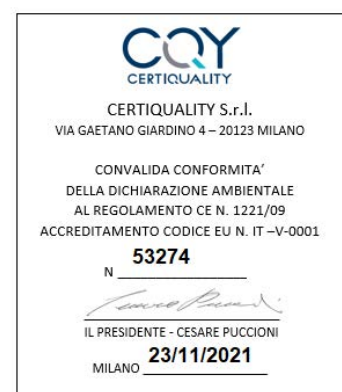 CQY
CERTIQUALITY
CERTIQUALITY S.r.l.
VIA GAETANO GIARDINO 4 – 20123 MILANO
CONVALIDA CONFORMITA’
DELLA DICHIARAZIONE AMBIENTALE
AL REGOLAMENTO CE N. 1221/09
ACCREDITAMENTO CODICE EU N. IT –V-0001
N 53274
IL PRESIDENTE - CESARE PUCCIONI
MILANO 23/11/2021